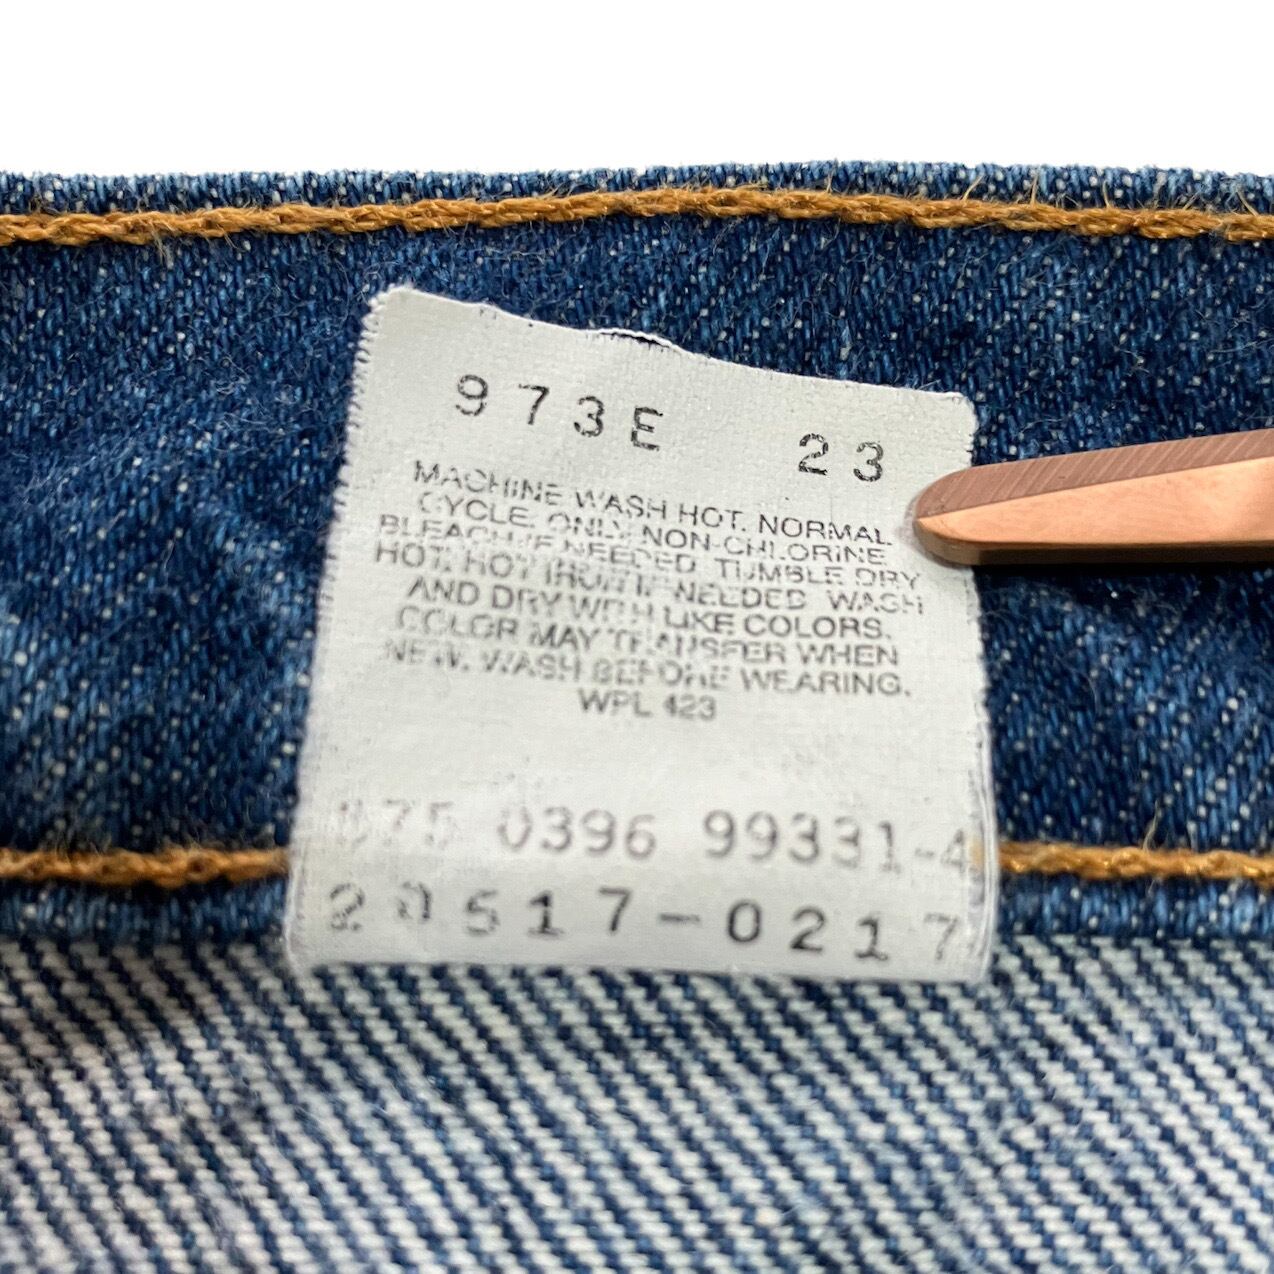 973E 23
MACHINE WASH HOT. NORMAL
CYCLE. ONLY NON-CHLORINE
BLEACH IF NEEDED. TUMBLE DRY
HOT. HOT IRON IF NEEDED WASH
AND DRY WITH LIKE COLORS.
COLOR MAY TRANSFER WHEN
NEW. WASH BEFORE WEARING.
WPL 423
0396 99331-4
20517-0217